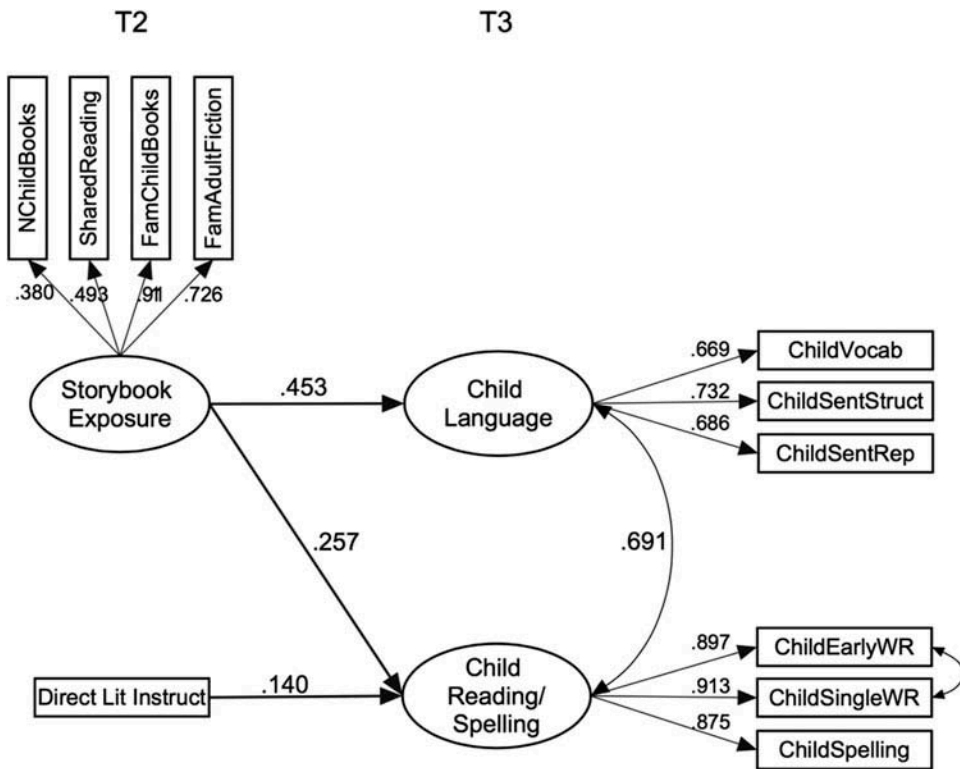 T2
T3
NChildBooks
SharedReading
FamChildBooks
FamAdultFiction
.380
.493
.911
.726
Storybook
Exposure
.453
Child
Language
.669
ChildVocab
.732
ChildSentStruct
.686
ChildSentRep
.257
.691
Direct Lit Instruct
.140
Child
Reading/
Spelling
.897
ChildEarlyWR
.913
ChildSingleWR
.875
ChildSpelling